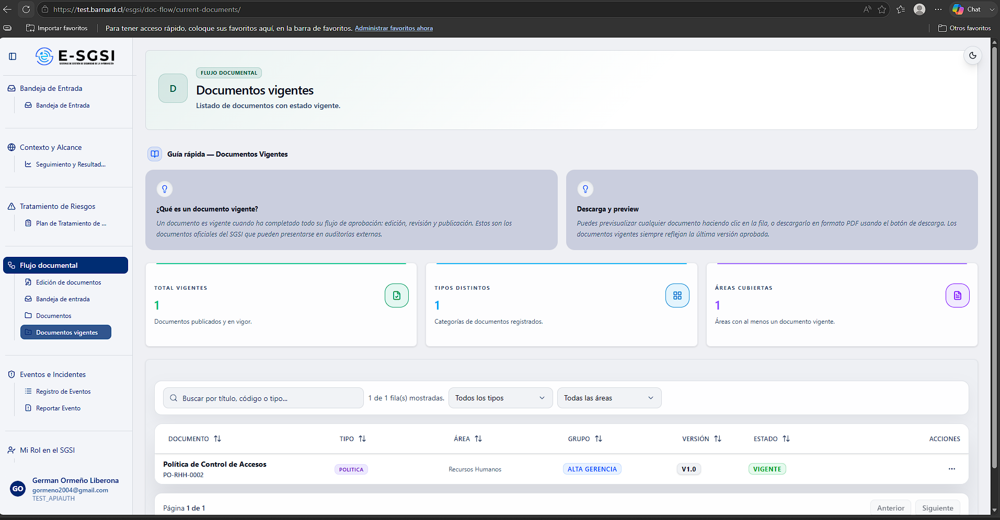 https://test.barnard.cl/esgsi/doc-flow/current-documents/
Chat
Importar favoritos
Para tener acceso rápido, coloque sus favoritos aquí, en la barra de favoritos. Administrar favoritos ahora
Otros favoritos
E-SGSI
SISTEMAS DE GESTIÓN DE SEGURIDAD DE LA INFORMACIÓN
Bandeja de Entrada
Bandeja de Entrada
Contexto y Alcance
Seguimiento y Resultad...
Tratamiento de Riesgos
Plan de Tratamiento de ...
Flujo documental
Edición de documentos
Bandeja de entrada
Documentos
Documentos vigentes
Eventos e Incidentes
Registro de Eventos
Reportar Evento
Mi Rol en el SGSI
GO
German Ormeño Liberona
gormeno2004@gmail.com
TEST_APIAUTH
D
FLUJO DOCUMENTAL
Documentos vigentes
Listado de documentos con estado vigente.
Guía rápida — Documentos Vigentes
¿Qué es un documento vigente?
Un documento es vigente cuando ha completado todo su flujo de aprobación: edición, revisión y publicación. Estos son los
documentos oficiales del SGSI que pueden presentarse en auditorías externas.
Descarga y preview
Puedes previsualizar cualquier documento haciendo clic en la fila, o descargarlo en formato PDF usando el botón de descarga. Los
documentos vigentes siempre reflejan la última versión aprobada.
TOTAL VIGENTES
1
Documentos publicados y en vigor.
TIPOS DISTINTOS
1
Categorías de documentos registrados.
ÁREAS CUBIERTAS
1
Áreas con al menos un documento vigente.
Buscar por título, código o tipo...
1 de 1 fila(s) mostradas.
Todos los tipos
Todas las áreas
DOCUMENTO TIPO ÁREA GRUPO VERSIÓN ESTADO ACCIONES
Política de Control de Accesos
PO-RHH-0002
POLITICA
Recursos Humanos
ALTA GERENCIA
V1.0
VIGENTE
Página 1 de 1
Anterior
Siguiente